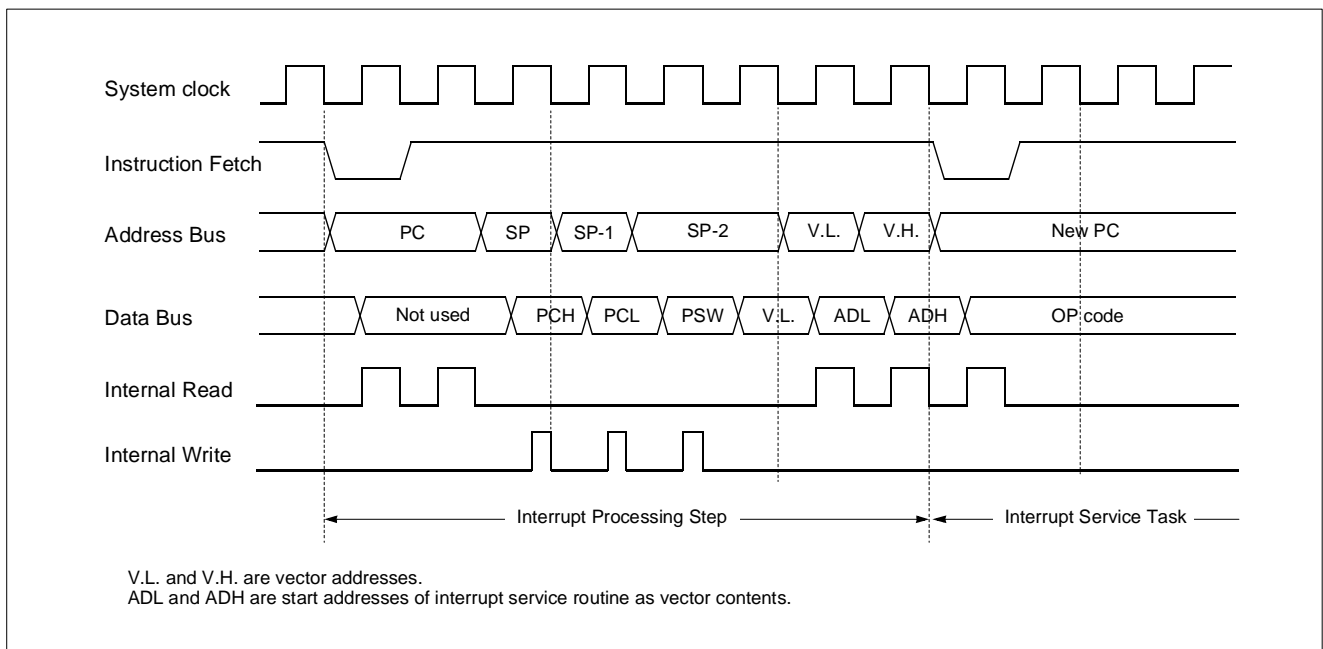 System clock
Instruction Fetch
Address Bus PC SP SP-1 SP-2 V.L. V.H. New PC
Data Bus Not used PCH PCL PSW V.L. ADL ADH OP code
Internal Read
Internal Write
Interrupt Processing Step Interrupt Service Task
V.L. and V.H. are vector addresses.
ADL and ADH are start addresses of interrupt service routine as vector contents.